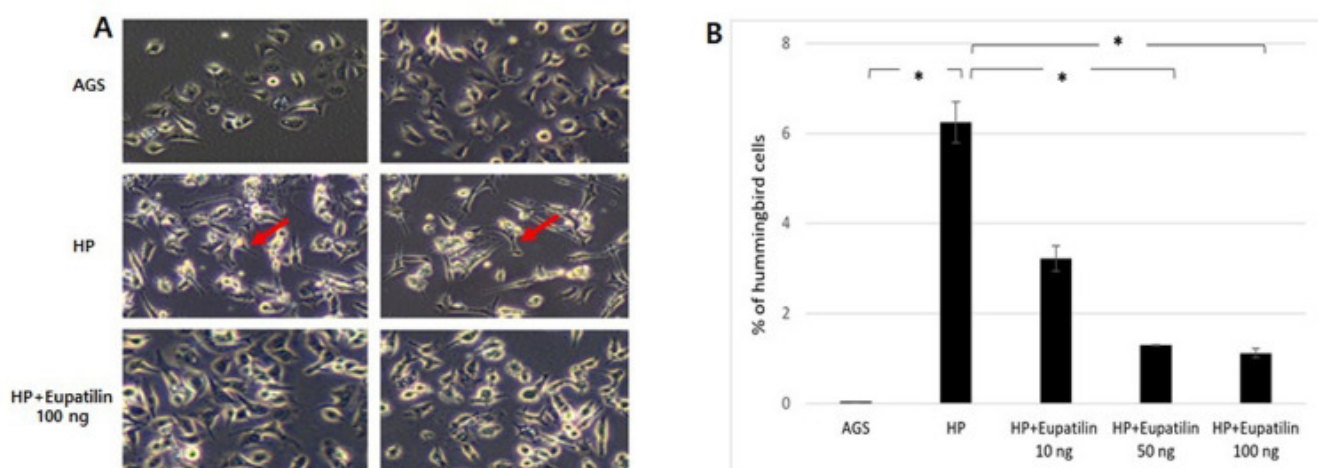 A
AGS
HP
HP+Eupatilin
100 ng
B
% of hummingbird cells
8
6
4
2
0
*
*
*
AGS
HP
HP+Eupatilin
10 ng
HP+Eupatilin
50 ng
HP+Eupatilin
100 ng